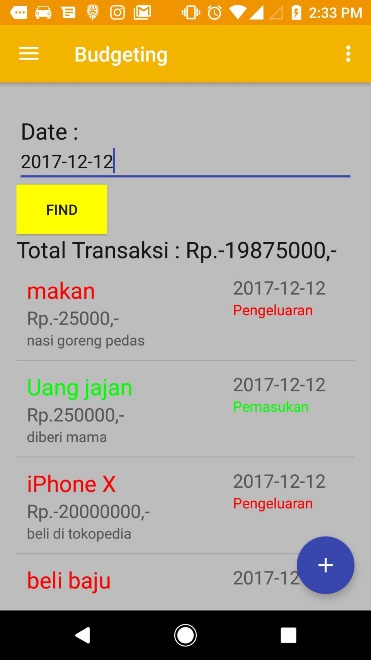 2:33 PM
Budgeting
Date :
2017-12-12
FIND
Total Transaksi : Rp.-19875000,-
makan 2017-12-12
Rp.-25000,- Pengeluaran
nasi goreng pedas
Uang jajan 2017-12-12
Rp.250000,- Pemasukan
diberi mama
iPhone X 2017-12-12
Rp.-20000000,- Pengeluaran
beli di tokopedia
beli baju 2017-12
+